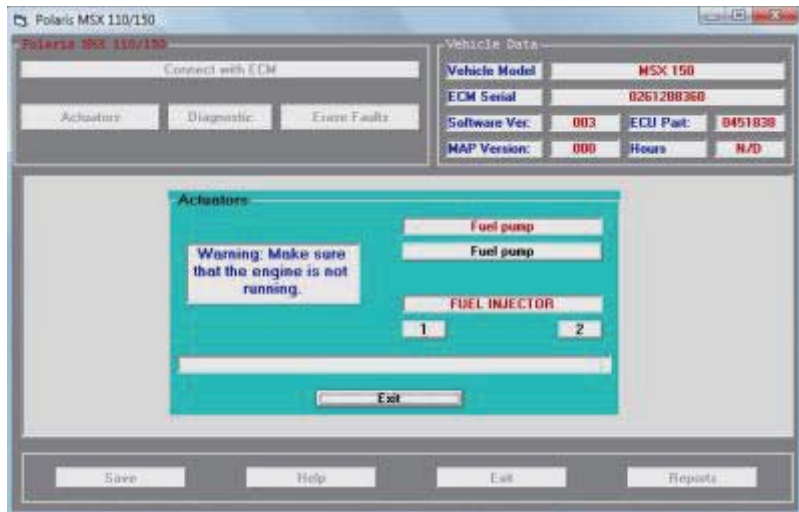 Polaris MSX 110/150
Polaris MSX 110/150
Connect with ECM
Actuators
Diagnostic
Erase Faults
Vehicle Data
Vehicle Model
MSX 150
ECM Serial
0261208360
Software Ver:
003
ECU Part:
0451838
MAP Version:
000
Hours
N/D
Actuators
Warning: Make sure
that the engine is not
running.
Fuel pump
Fuel pump
FUEL INJECTOR
1
2
Exit
Save
Help
Exit
Reports